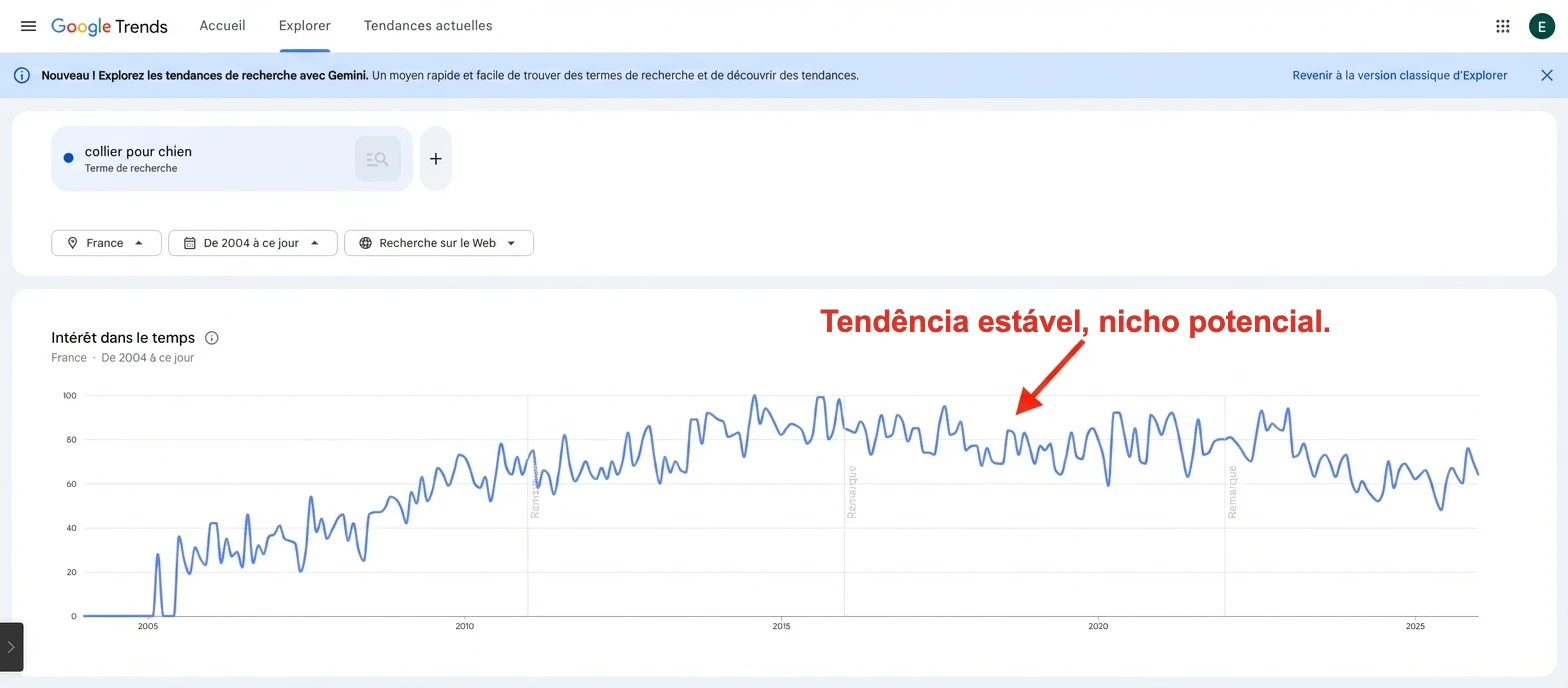 Google Trends
Accueil
Explorer
Tendances actuelles
E
Nouveau ! Explorez les tendances de recherche avec Gemini. Un moyen rapide et facile de trouver des termes de recherche et de découvrir des tendances.
Revenir à la version classique d'Explorer
collier pour chien
Terme de recherche
France
De 2004 à ce jour
Recherche sur le Web
Tendência estável, nicho potencial.
Intérêt dans le temps
France · De 2004 à ce jour
100
80
60
40
20
0
Remarque
Remarque
Remarque
2005
2010
2015
2020
2025